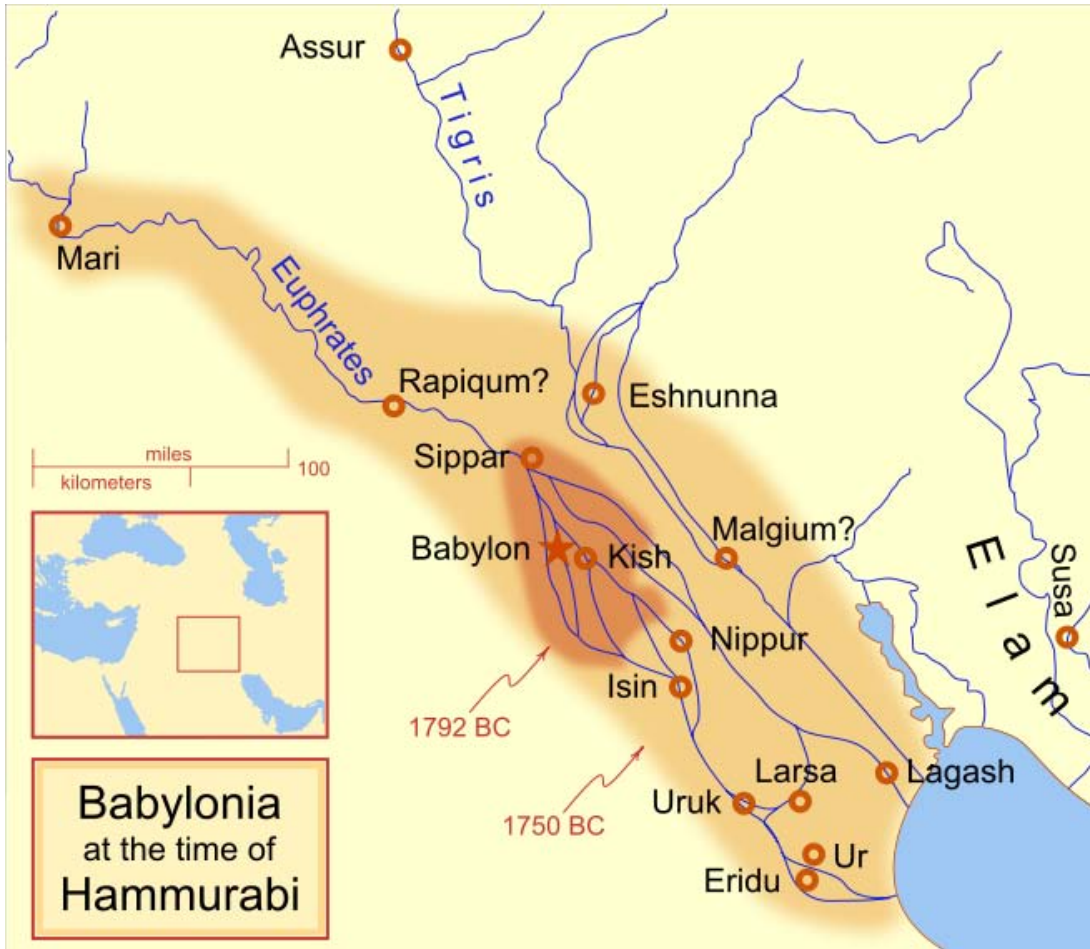 Assur
Tigris
Mari
Euphrates
Rapiqum?
Eshnunna
Sippar
miles
kilometers
100
Babylon
Kish
Malgium?
Elam
Susa
Nippur
Isin
1792 BC
Larsa
Lagash
Uruk
1750 BC
Ur
Eridu
Babylonia
at the time of
Hammurabi